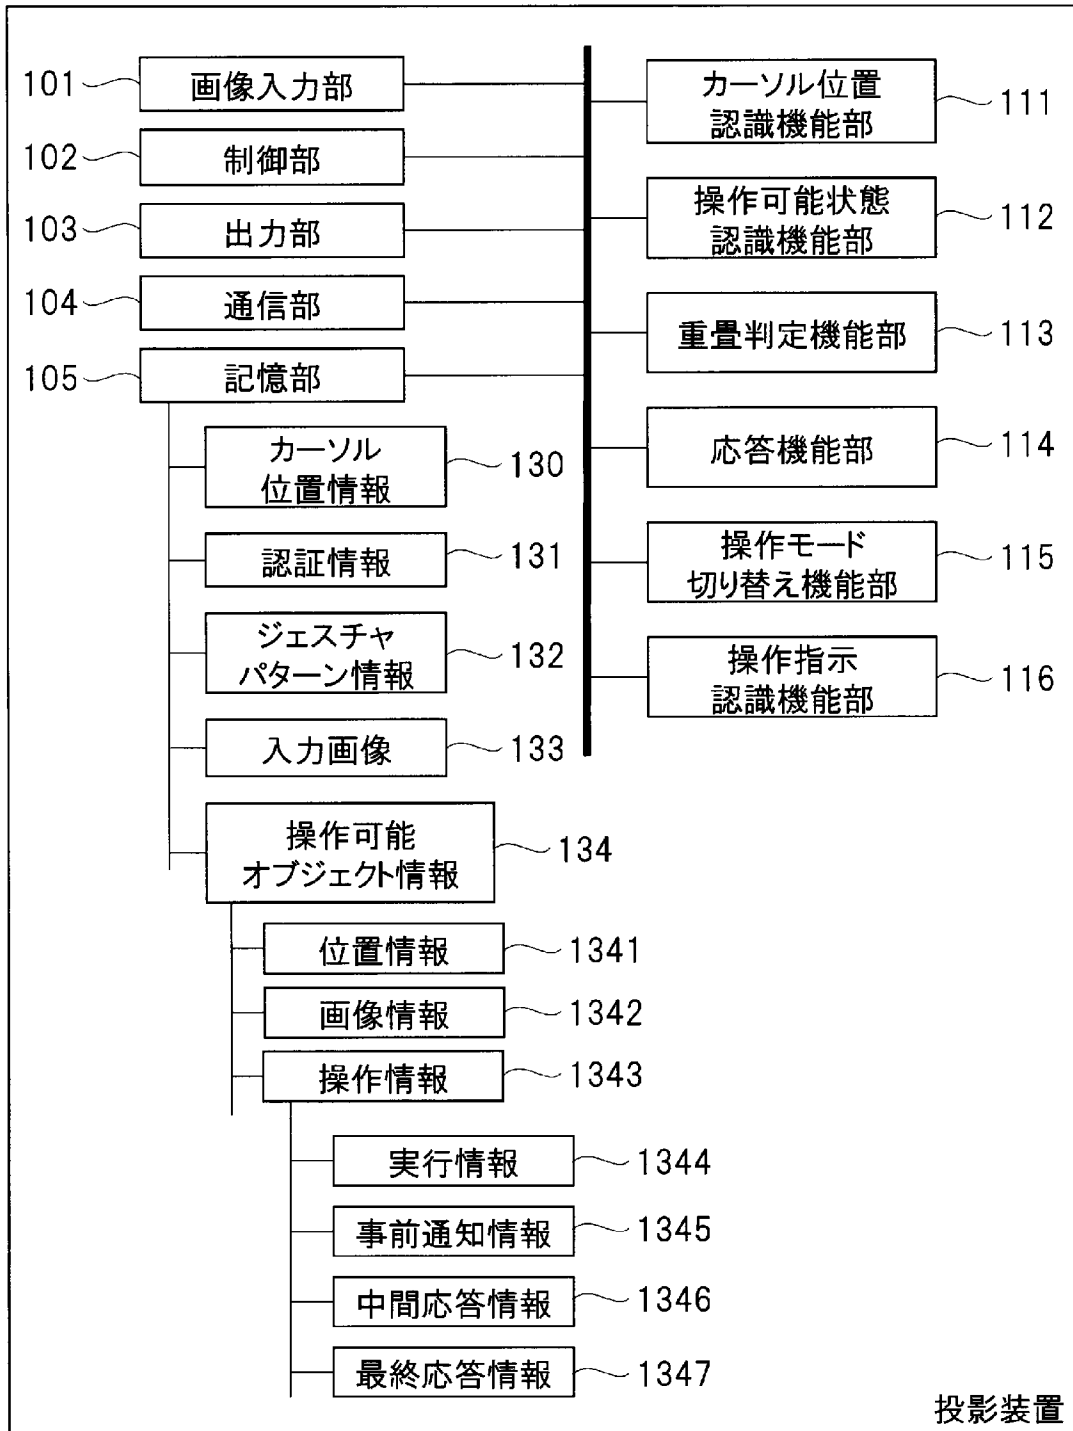 101
画像入力部
102
制御部
103
出力部
104
通信部
105
記憶部
カーソル
位置情報
130
認証情報
131
ジェスチャ
パターン情報
132
入力画像
133
操作可能
オブジェクト情報
134
位置情報
1341
画像情報
1342
操作情報
1343
実行情報
1344
事前通知情報
1345
中間応答情報
1346
最終応答情報
1347
カーソル位置
認識機能部
111
操作可能状態
認識機能部
112
重畳判定機能部
113
応答機能部
114
操作モード
切り替え機能部
115
操作指示
認識機能部
116
投影装置